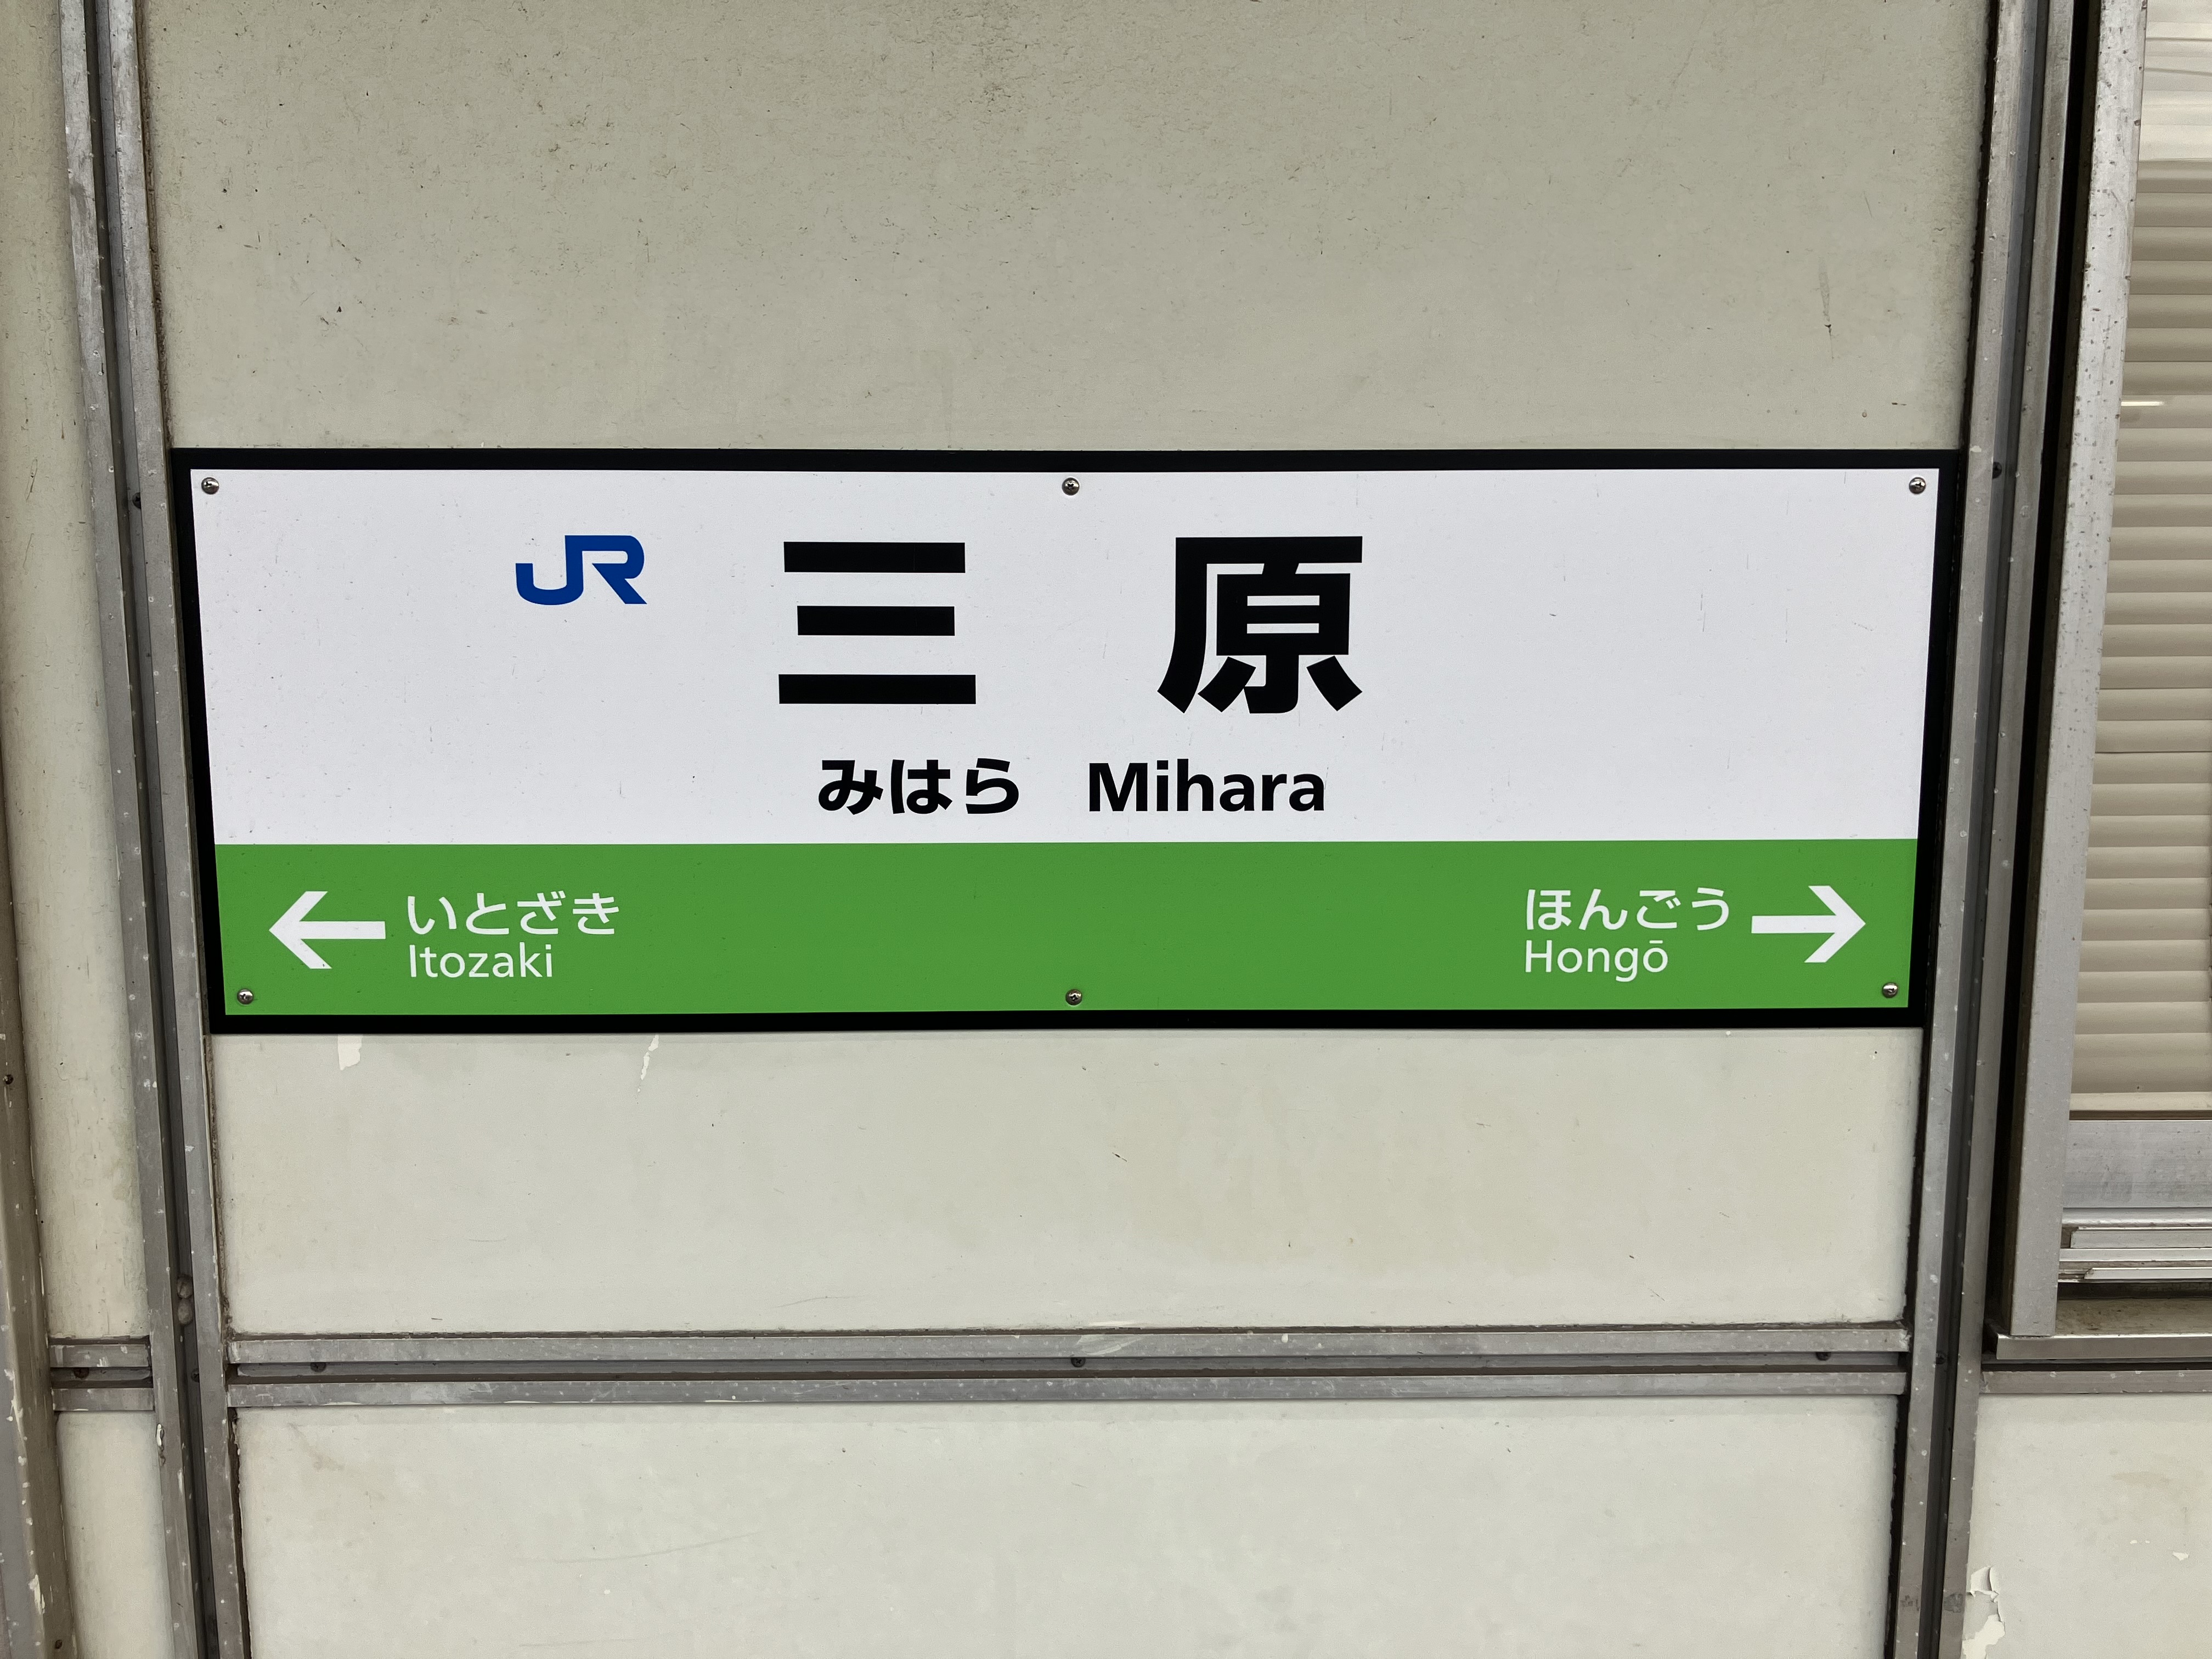 JR 三原
みはら Mihara
← いとざき
Itozaki
ほんごう →
Hongō